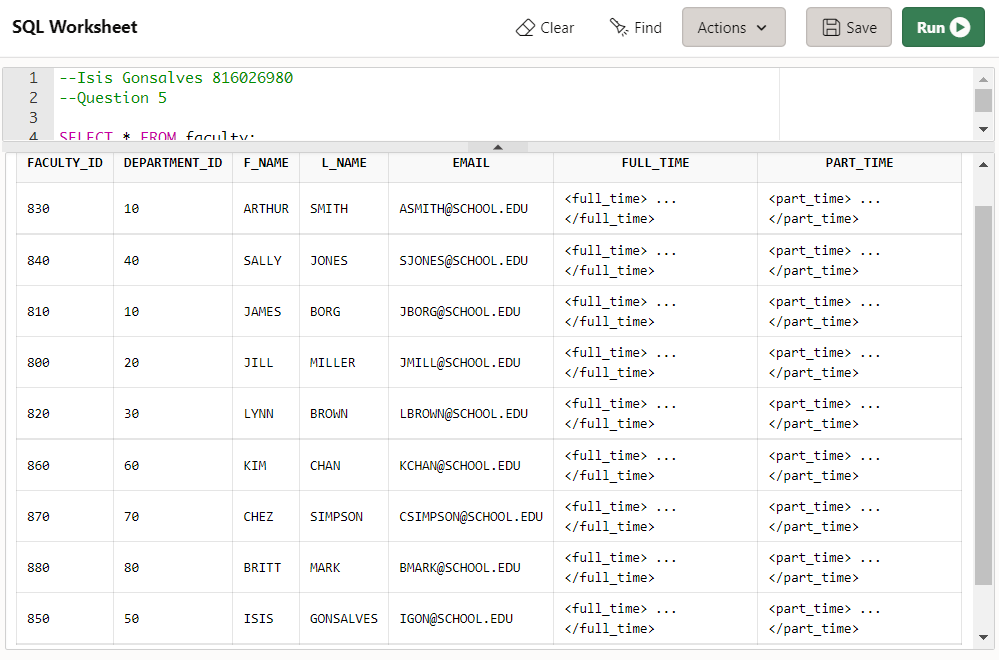 SQL Worksheet Clear Find Actions Save Run
1 --Isis Gonsalves 816026980
2 --Question 5
3
4 SELECT * FROM faculty;
FACULTY_ID DEPARTMENT_ID F_NAME L_NAME EMAIL FULL_TIME PART_TIME
830 10 ARTHUR SMITH ASMITH@SCHOOL.EDU <full_time> ... </full_time> <part_time> ... </part_time>
840 40 SALLY JONES SJONES@SCHOOL.EDU <full_time> ... </full_time> <part_time> ... </part_time>
810 10 JAMES BORG JBORG@SCHOOL.EDU <full_time> ... </full_time> <part_time> ... </part_time>
800 20 JILL MILLER JMILL@SCHOOL.EDU <full_time> ... </full_time> <part_time> ... </part_time>
820 30 LYNN BROWN LBROWN@SCHOOL.EDU <full_time> ... </full_time> <part_time> ... </part_time>
860 60 KIM CHAN KCHAN@SCHOOL.EDU <full_time> ... </full_time> <part_time> ... </part_time>
870 70 CHEZ SIMPSON CSIMPSON@SCHOOL.EDU <full_time> ... </full_time> <part_time> ... </part_time>
880 80 BRITT MARK BMARK@SCHOOL.EDU <full_time> ... </full_time> <part_time> ... </part_time>
850 50 ISIS GONSALVES IGON@SCHOOL.EDU <full_time> ... </full_time> <part_time> ... </part_time>